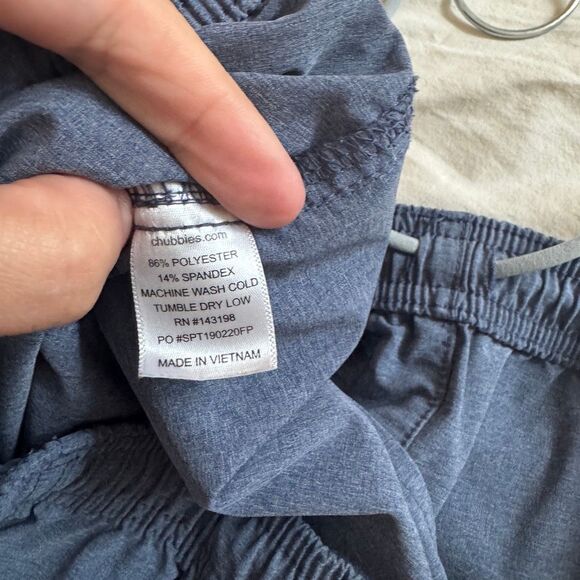 chubbies.com
86% POLYESTER
14% SPANDEX
MACHINE WASH COLD
TUMBLE DRY LOW
RN #143198
PO #SPT190220FP
MADE IN VIETNAM